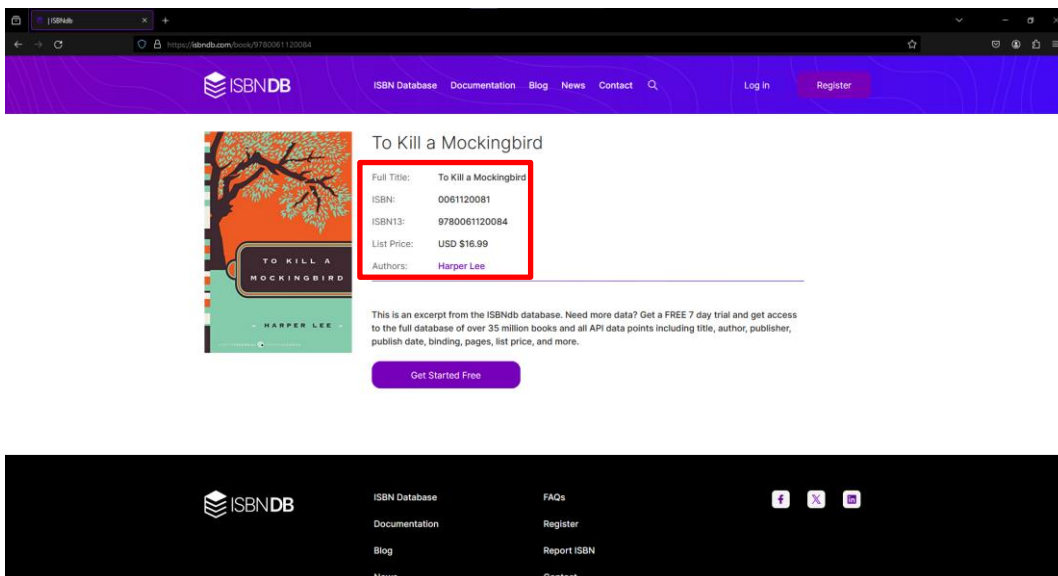 | ISBNdb
https://isbndb.com/book/9780061120084
ISBNDB
ISBN Database Documentation Blog News Contact Log in Register
To Kill a Mockingbird
Full Title: To Kill a Mockingbird
ISBN: 0061120081
ISBN13: 9780061120084
List Price: USD $16.99
Authors: Harper Lee
TO KILL A
MOCKINGBIRD
- HARPER LEE -
This is an excerpt from the ISBNdb database. Need more data? Get a FREE 7 day trial and get access
to the full database of over 35 million books and all API data points including title, author, publisher,
publish date, binding, pages, list price, and more.
Get Started Free
ISBNDB
ISBN Database FAQs
Documentation Register
Blog Report ISBN
News Contact